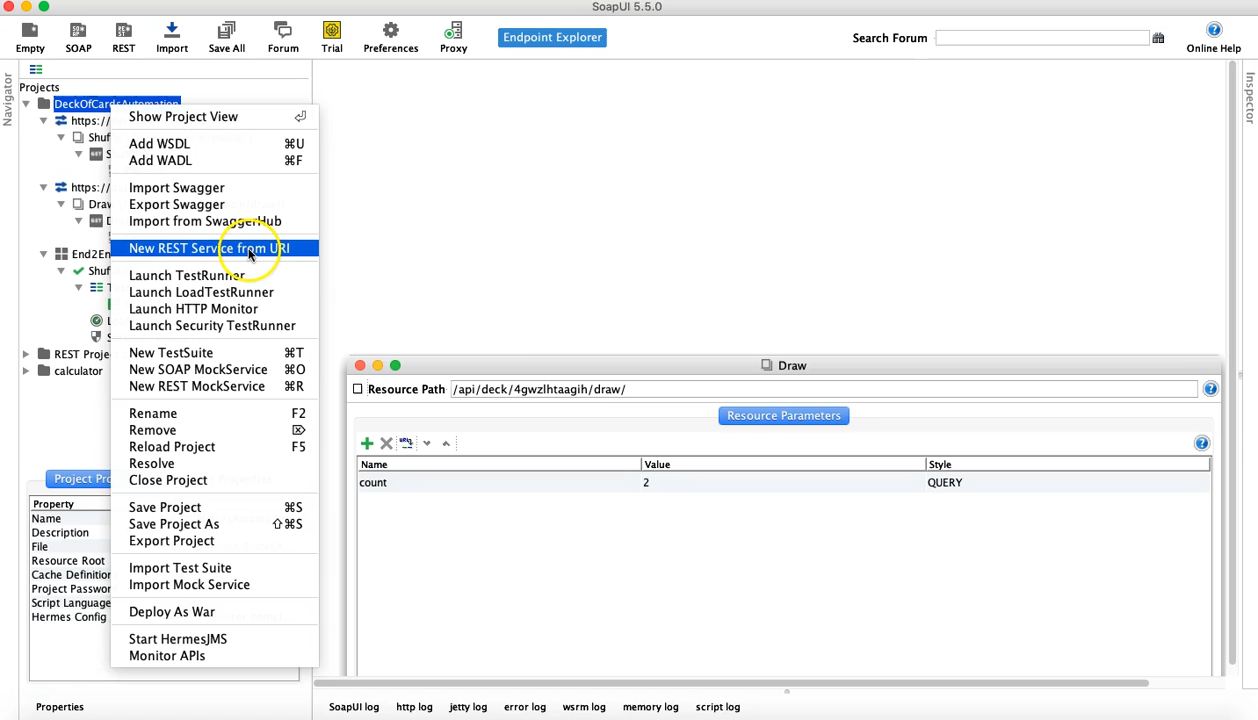 SoapUI 5.5.0
Empty SOAP REST Import Save All Forum Trial Preferences Proxy
Endpoint Explorer
Search Forum
Online Help
Navigator
Inspector
Projects
DeckOfCardsAutomation
https://
Shuf
https://
Draw
End2En
Shuf
REST Proje
calculator
Show Project View
Add WSDL ⌘U
Add WADL ⌘F
Import Swagger
Export Swagger
Import from SwaggerHub
New REST Service from URI
Launch TestRunner
Launch LoadTestRunner
Launch HTTP Monitor
Launch Security TestRunner
New TestSuite ⌘T
New SOAP MockService ⌘O
New REST MockService ⌘R
Rename F2
Remove ⌦
Reload Project F5
Resolve
Close Project
Save Project ⌘S
Save Project As ⇧⌘S
Export Project
Import Test Suite
Import Mock Service
Deploy As War
Start HermesJMS
Monitor APIs
Project Pro
Property
Name
Description
File
Resource Root
Cache Definition
Project Password
Script Language
Hermes Config
Properties
Draw
Resource Path /api/deck/4gwzlhtaagih/draw/
Resource Parameters
Name Value Style
count 2 QUERY
SoapUI log http log jetty log error log wsrm log memory log script log